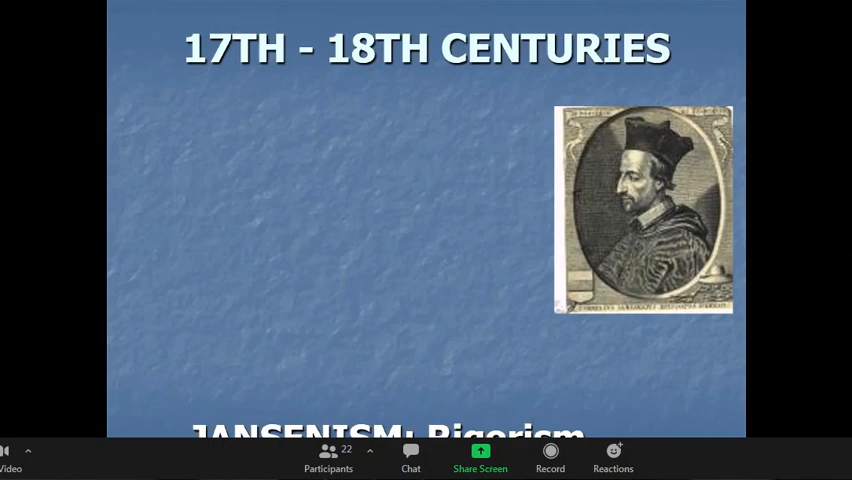 17TH - 18TH CENTURIES
JANSENISM: Rigorism
Video
Participants
22
Chat
Share Screen
Record
Reactions